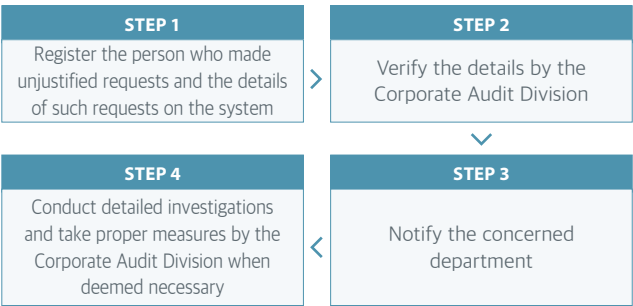 STEP 1
Register the person who made
unjustified requests and the details
of such requests on the system
STEP 2
Verify the details by the
Corporate Audit Division
STEP 3
Notify the concerned
department
STEP 4
Conduct detailed investigations
and take proper measures by the
Corporate Audit Division when
deemed necessary